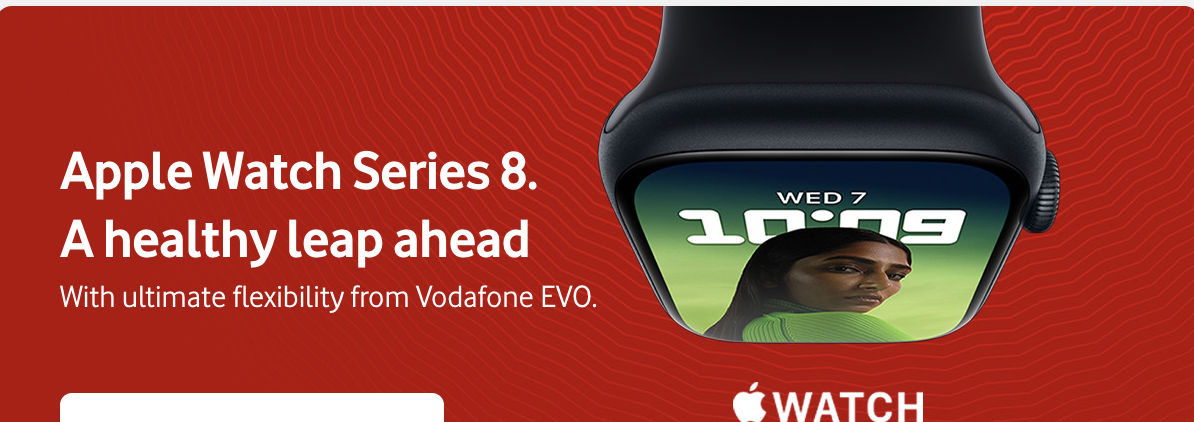 Apple Watch Series 8.
A healthy leap ahead
With ultimate flexibility from Vodafone EVO.
WED 7
10:09
WATCH